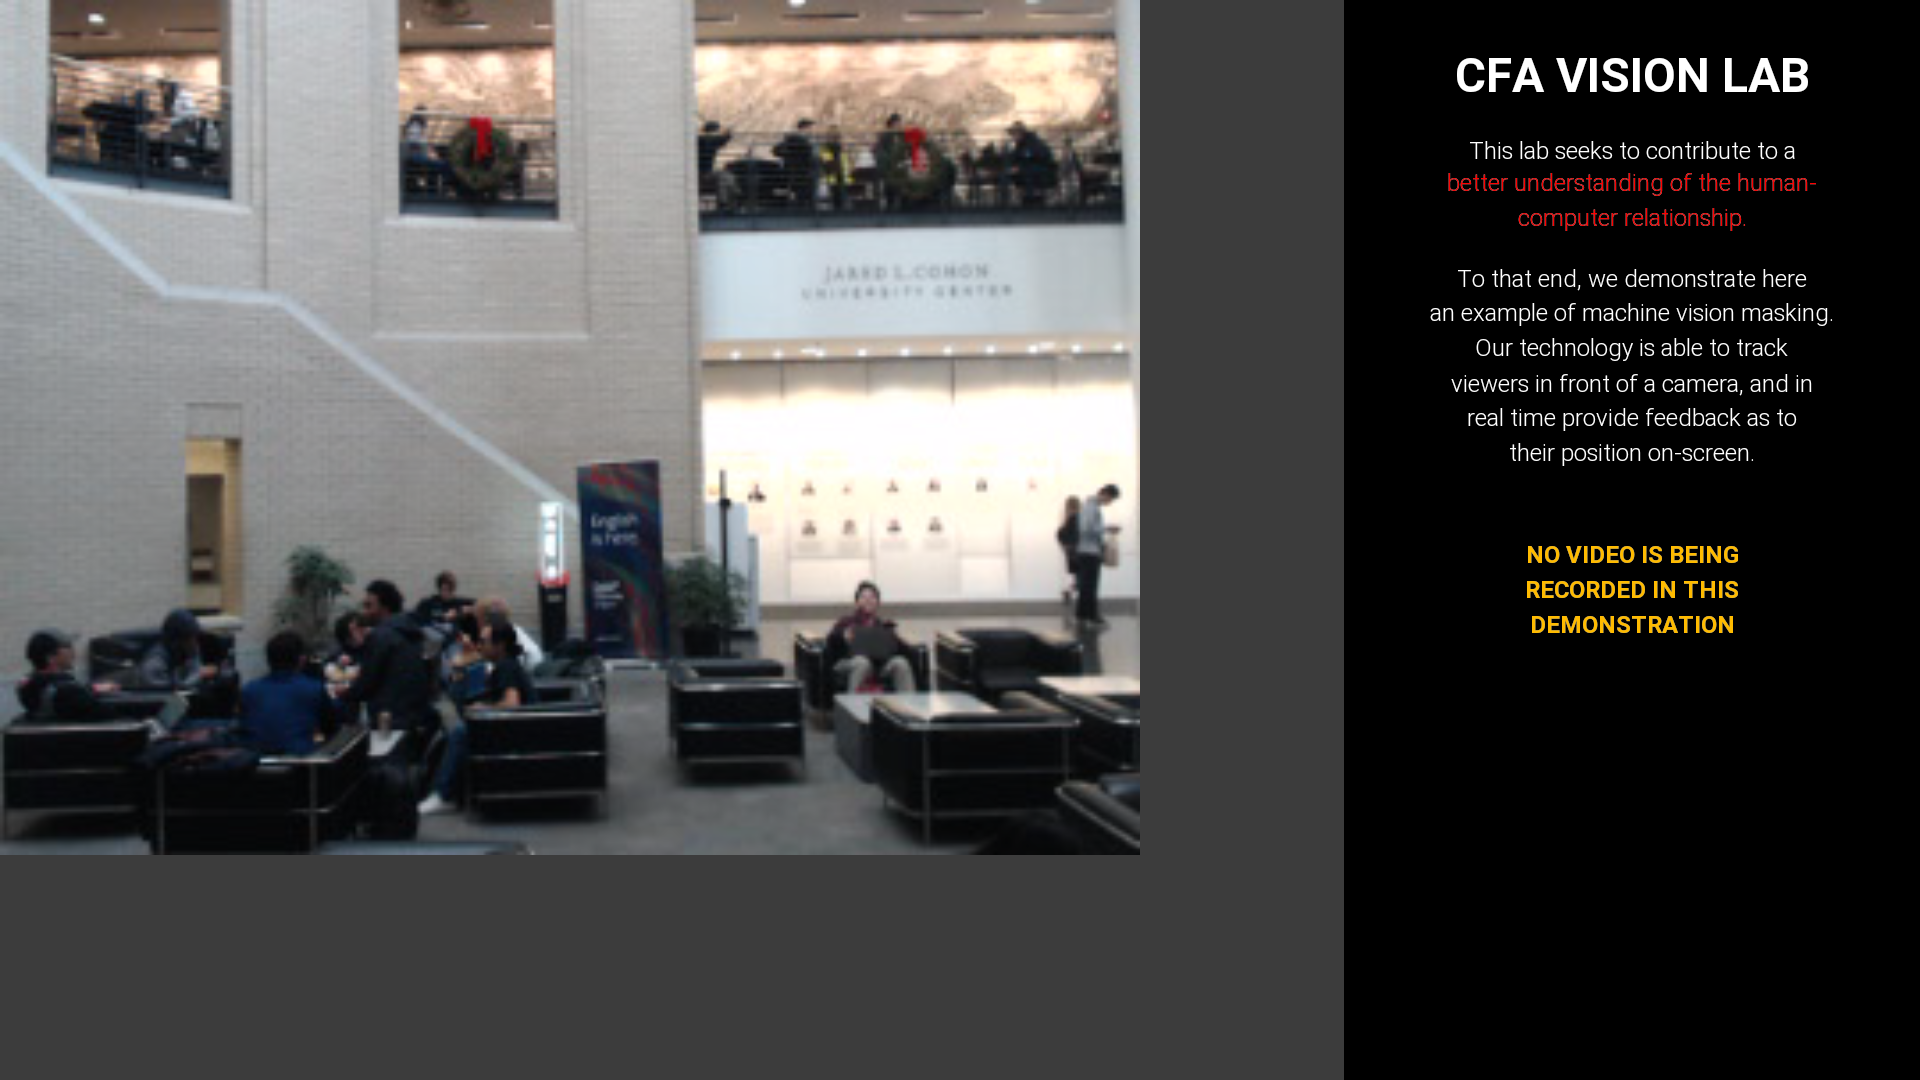 JARED L. COHON
UNIVERSITY CENTER
English
is here.
CFA VISION LAB
This lab seeks to contribute to a
better understanding of the human-
computer relationship.
To that end, we demonstrate here
an example of machine vision masking.
Our technology is able to track
viewers in front of a camera, and in
real time provide feedback as to
their position on-screen.
NO VIDEO IS BEING
RECORDED IN THIS
DEMONSTRATION